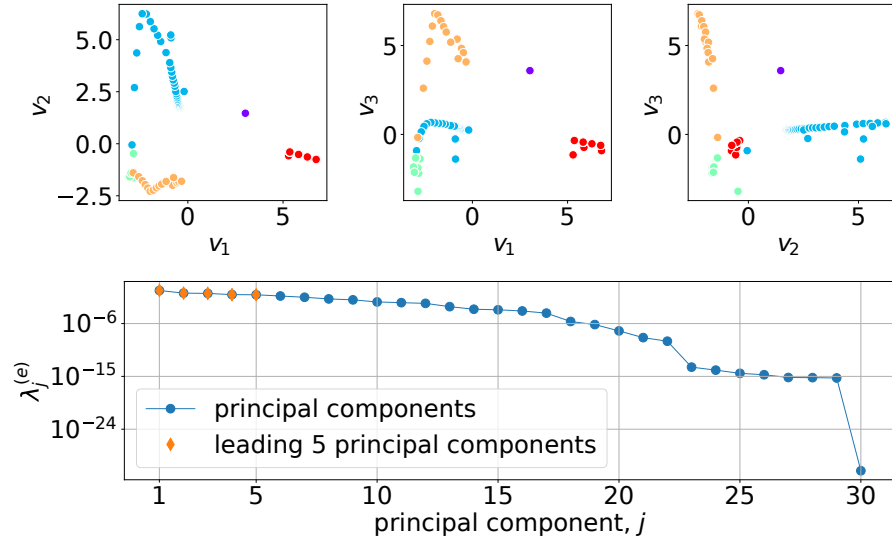 5.0
2.5
0.0
−2.5
v₂
0
5
v₁
5
0
v₃
0
5
v₁
5
0
v₃
0
5
v₂
10⁻⁶
10⁻¹⁵
10⁻²⁴
λⱼ⁽ᵉ⁾
principal components
leading 5 principal components
1 5 10 15 20 25 30
principal component, j